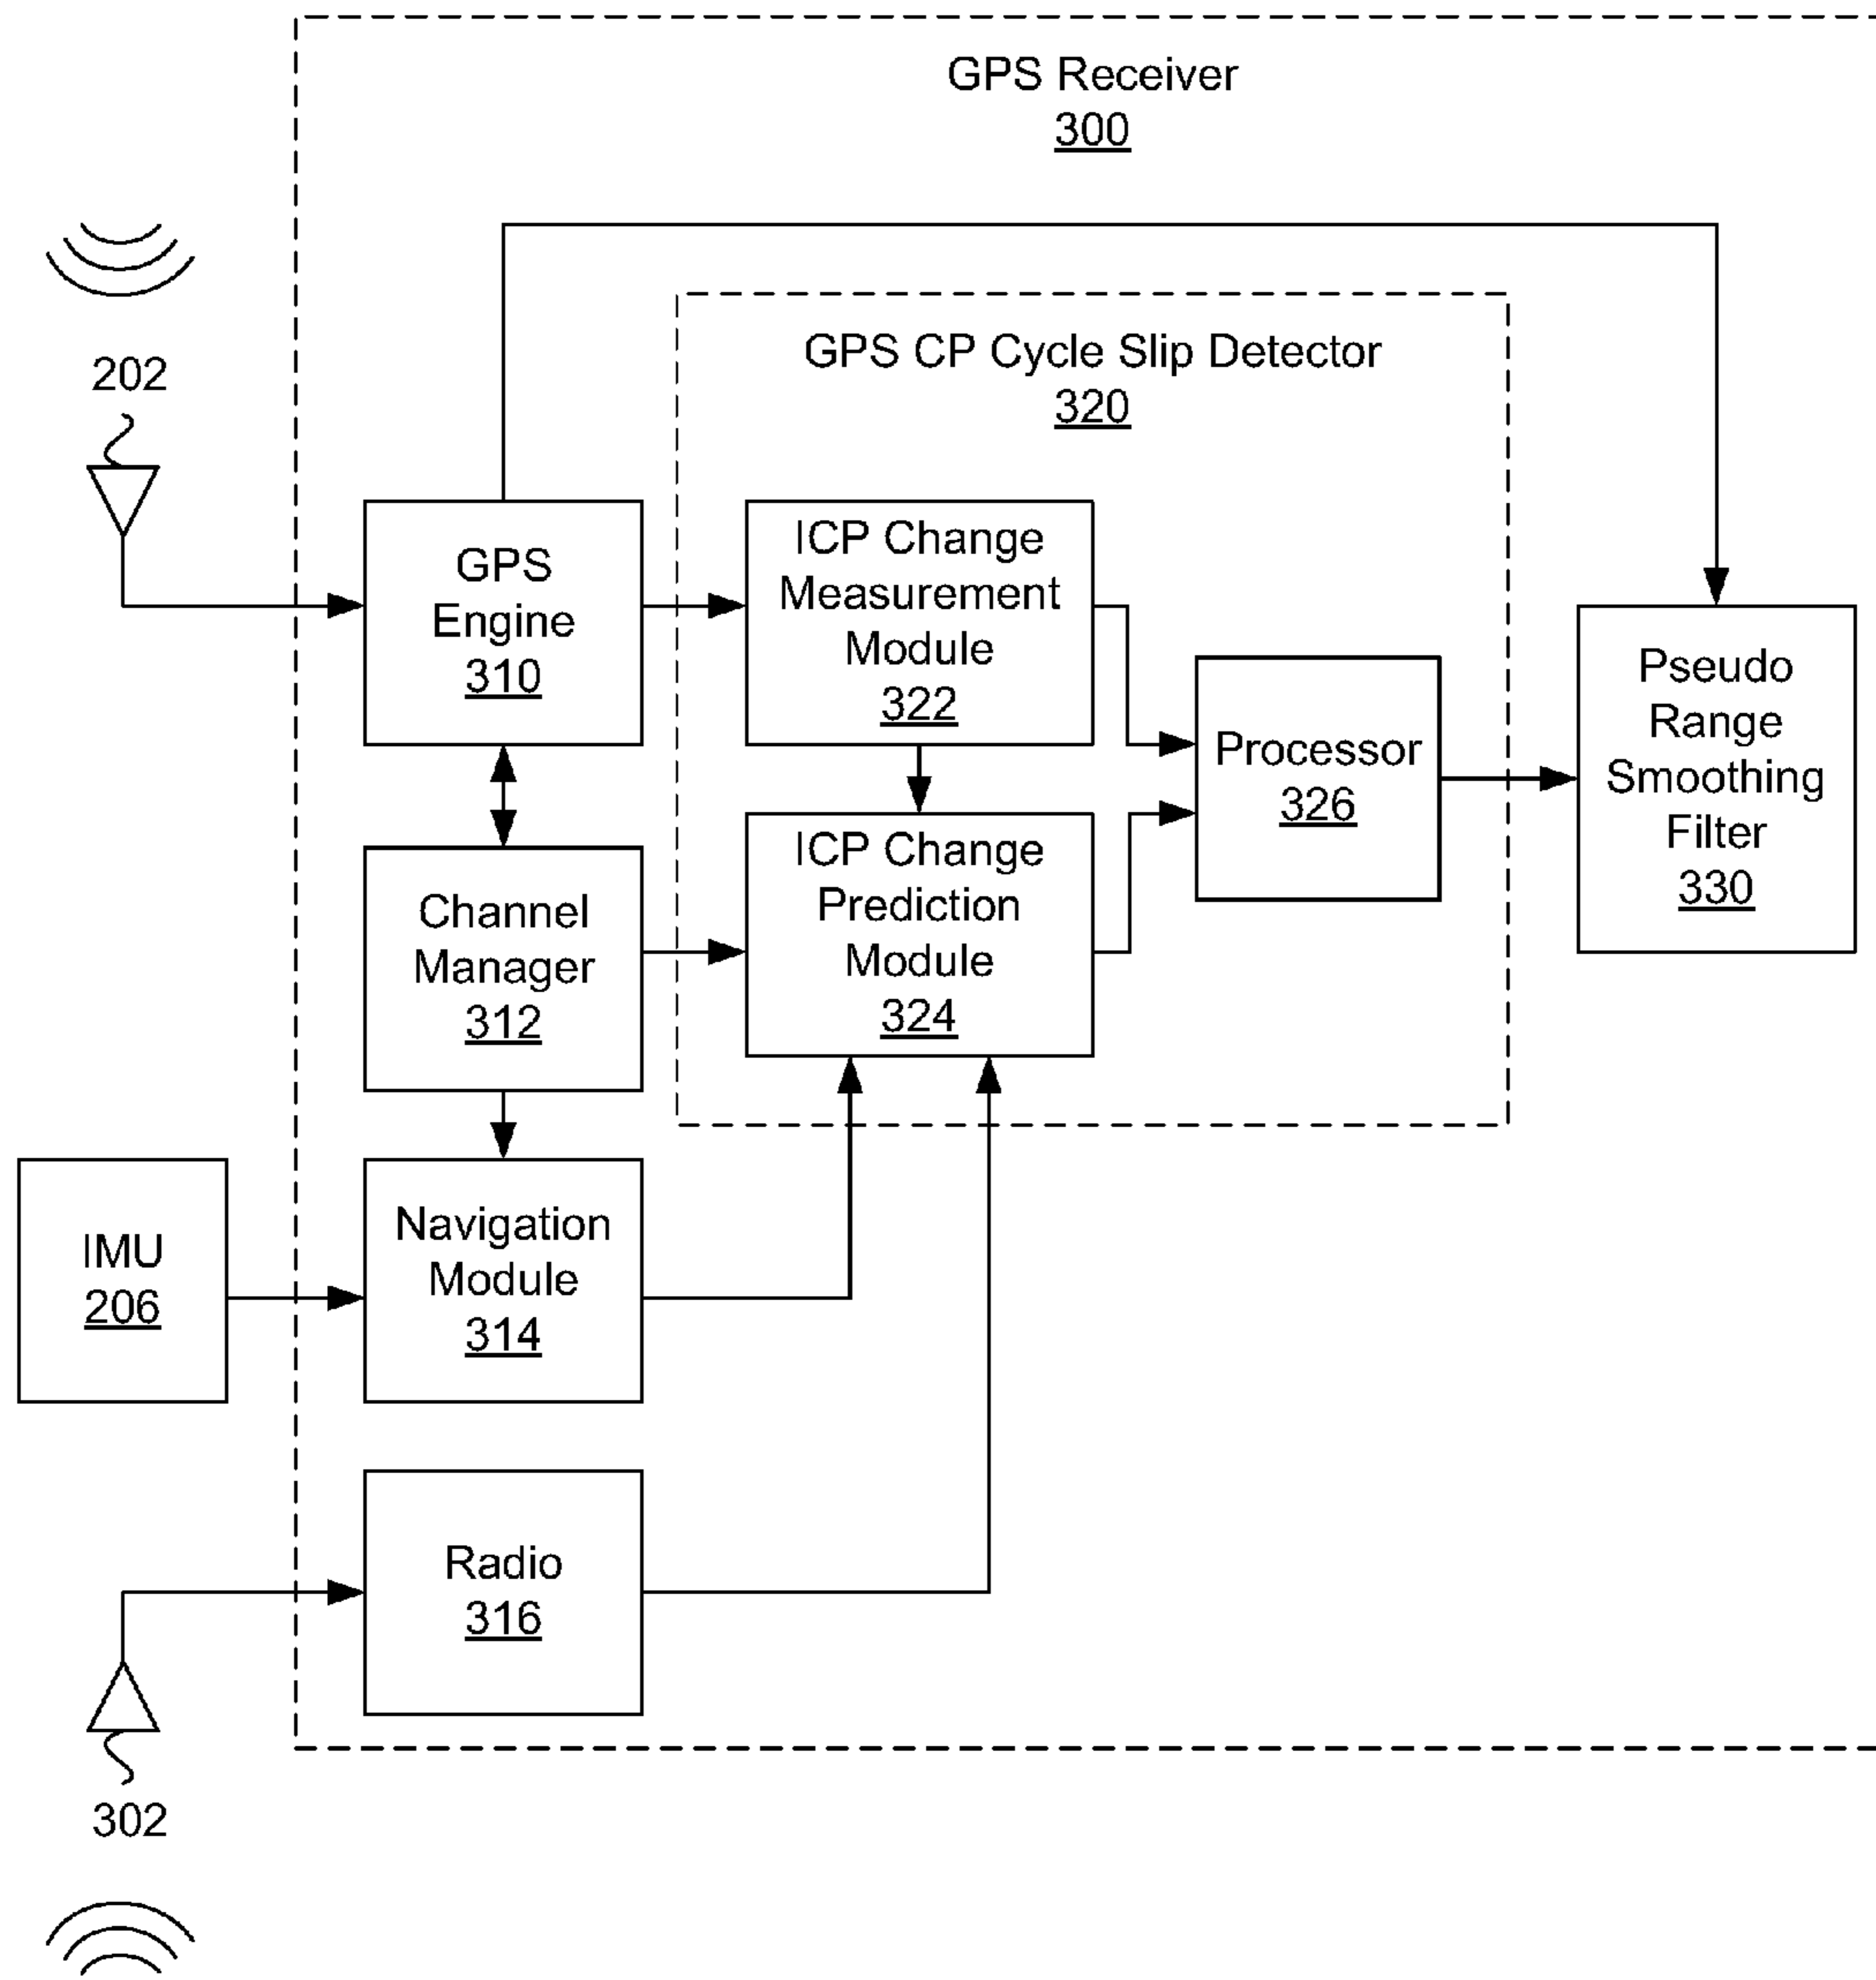 GPS Receiver
300
202
GPS CP Cycle Slip Detector
320
GPS
Engine
310
ICP Change
Measurement
Module
322
Processor
326
Pseudo
Range
Smoothing
Filter
330
Channel
Manager
312
ICP Change
Prediction
Module
324
IMU
206
Navigation
Module
314
Radio
316
302